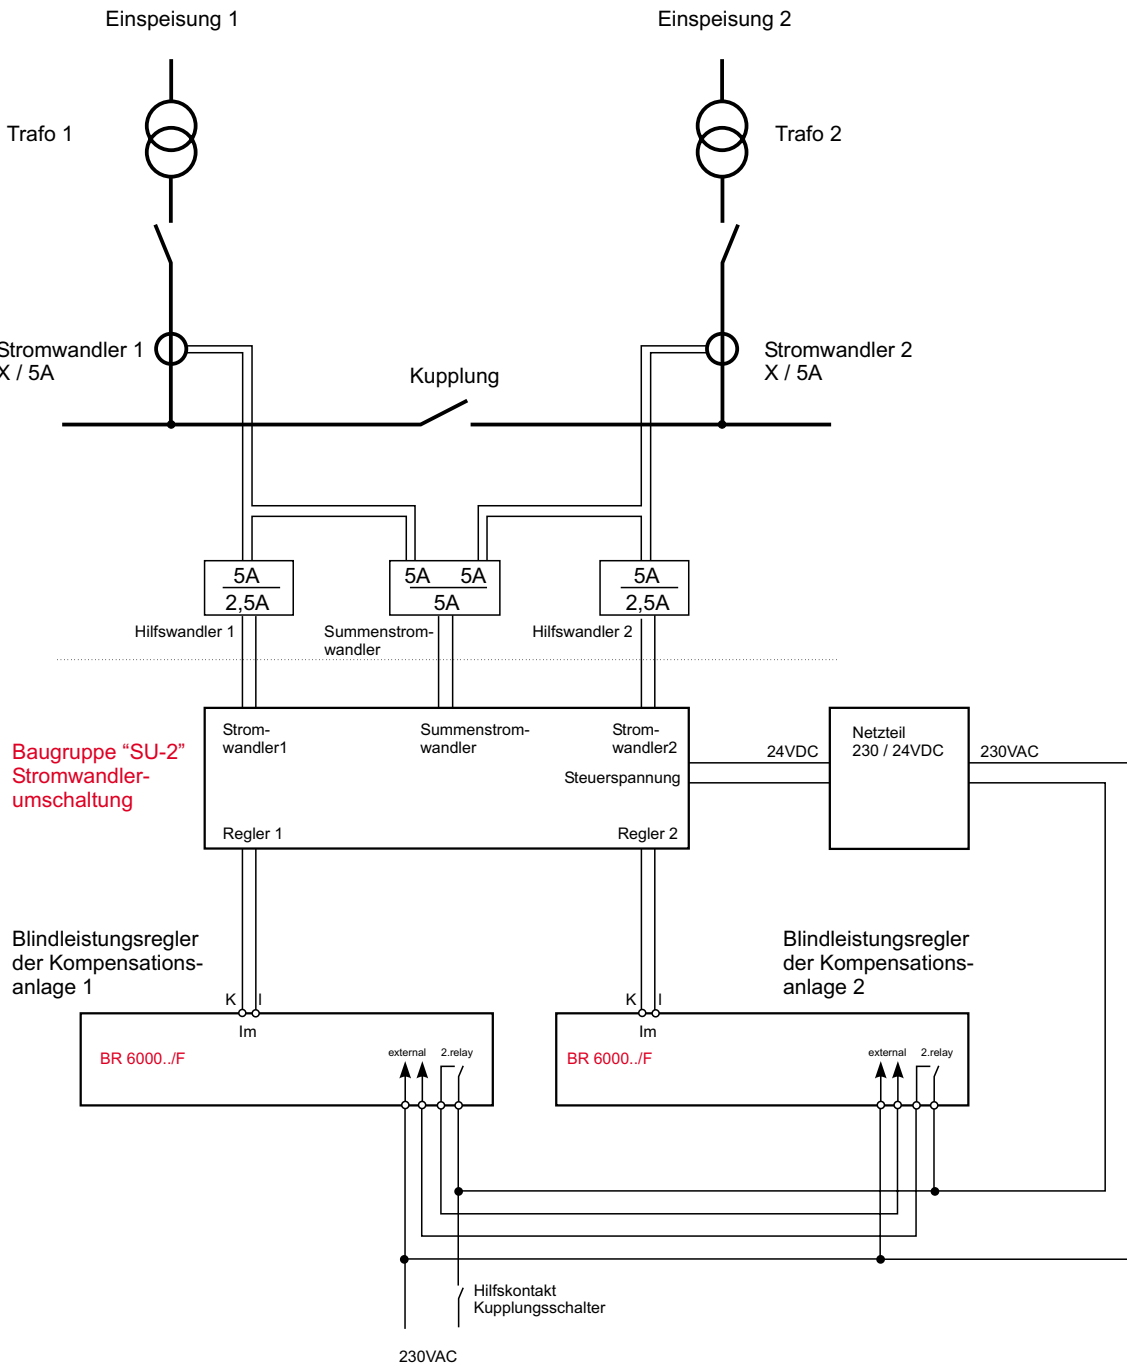 Einspeisung 1
Einspeisung 2
Trafo 1
Trafo 2
Stromwandler 1
X / 5A
Stromwandler 2
X / 5A
Kupplung
5A
2,5A
5A 5A
5A
5A
2,5A
Hilfswandler 1
Summenstrom-
wandler
Hilfswandler 2
Strom-
wandler1
Summenstrom-
wandler
Strom-
wandler2
Steuerspannung
Regler 1
Regler 2
Baugruppe “SU-2”
Stromwandler-
umschaltung
24VDC
Netzteil
230 / 24VDC
230VAC
Blindleistungsregler
der Kompensations-
anlage 1
Blindleistungsregler
der Kompensations-
anlage 2
K l
Im
BR 6000../F
external 2.relay
K l
Im
BR 6000../F
external 2.relay
Hilfskontakt
Kupplungsschalter
230VAC